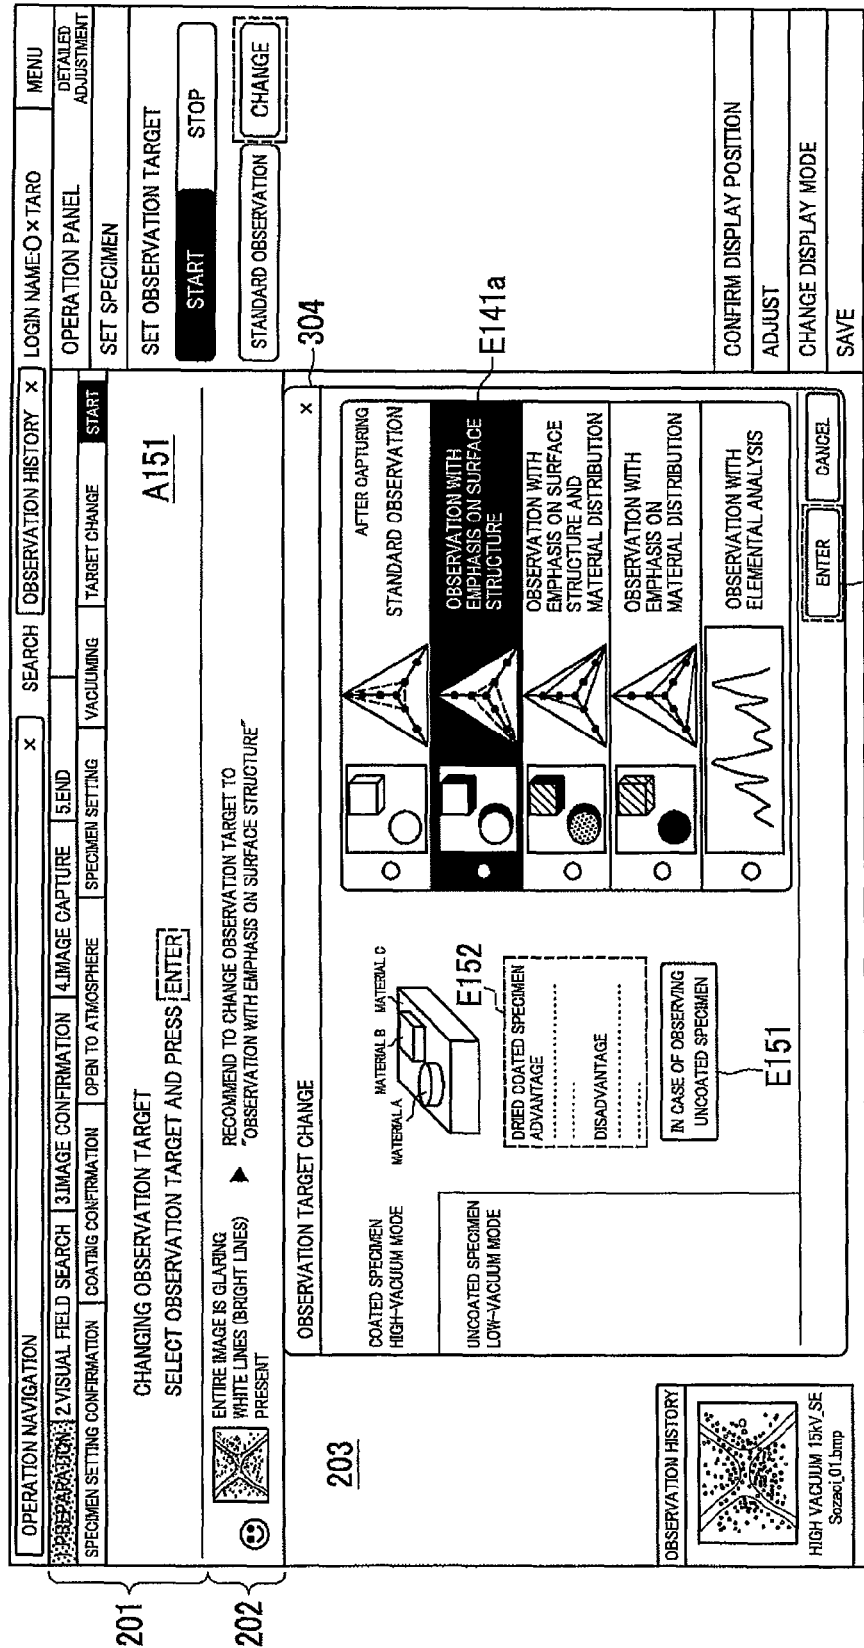 OPERATION NAVIGATION ×
SEARCH
OBSERVATION HISTORY ×
LOGIN NAME:O×TARO
MENU
1.PREPARATION
2.VISUAL FIELD SEARCH
3.IMAGE CONFIRMATION
4.IMAGE CAPTURE
5.END
SPECIMEN SETTING CONFIRMATION
COATING CONFIRMATION
OPEN TO ATMOSPHERE
SPECIMEN SETTING
VACUUMING
TARGET CHANGE
START
201
CHANGING OBSERVATION TARGET
SELECT OBSERVATION TARGET AND PRESS ENTER
A151
202
ENTIRE IMAGE IS GLARING
WHITE LINES (BRIGHT LINES)
PRESENT
RECOMMEND TO CHANGE OBSERVATION TARGET TO
"OBSERVATION WITH EMPHASIS ON SURFACE STRUCTURE"
203
OBSERVATION TARGET CHANGE
×
304
COATED SPECIMEN
HIGH-VACUUM MODE
UNCOATED SPECIMEN
LOW-VACUUM MODE
MATERIAL A
MATERIAL B
MATERIAL C
E152
DRIED COATED SPECIMEN
ADVANTAGE
DISADVANTAGE
IN CASE OF OBSERVING
UNCOATED SPECIMEN
E151
AFTER CAPTURING
STANDARD OBSERVATION
OBSERVATION WITH
EMPHASIS ON SURFACE
STRUCTURE
E141a
OBSERVATION WITH
EMPHASIS ON SURFACE
STRUCTURE AND
MATERIAL DISTRIBUTION
OBSERVATION WITH
EMPHASIS ON
MATERIAL DISTRIBUTION
OBSERVATION WITH
ELEMENTAL ANALYSIS
ENTER
CANCEL
OBSERVATION HISTORY
HIGH VACUUM 15kV_SE
Sozaoi_01.bmp
OPERATION PANEL
DETAILED
ADJUSTMENT
SET SPECIMEN
SET OBSERVATION TARGET
START
STOP
STANDARD OBSERVATION
CHANGE
CONFIRM DISPLAY POSITION
ADJUST
CHANGE DISPLAY MODE
SAVE